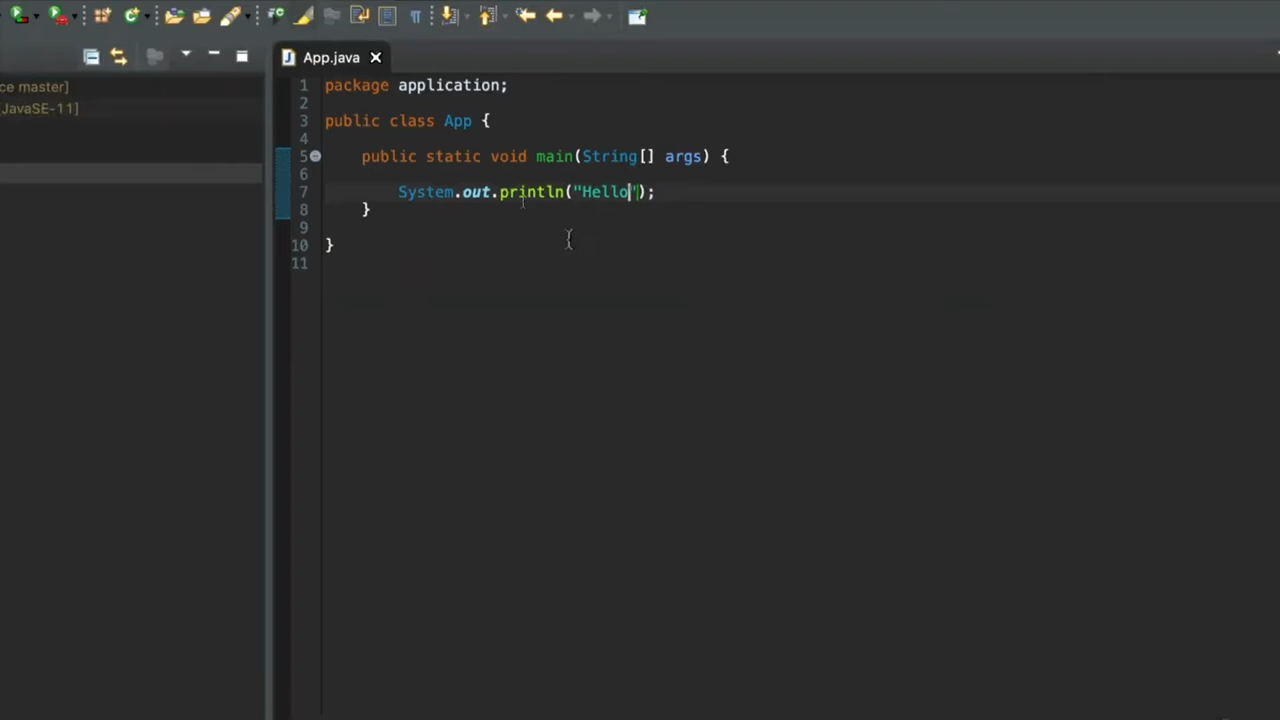 App.java
ce master]
[JavaSE-11]
1 package application;
2
3 public class App {
4
5 public static void main(String[] args) {
6
7 System.out.println("Hello");
8 }
9
10 }
11